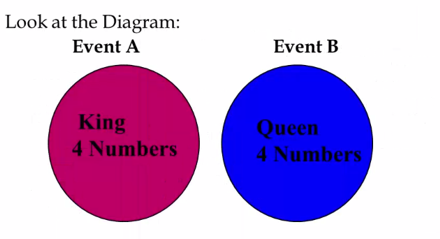 Look at the Diagram:
Event A Event B
King
4 Numbers
Queen
4 Numbers